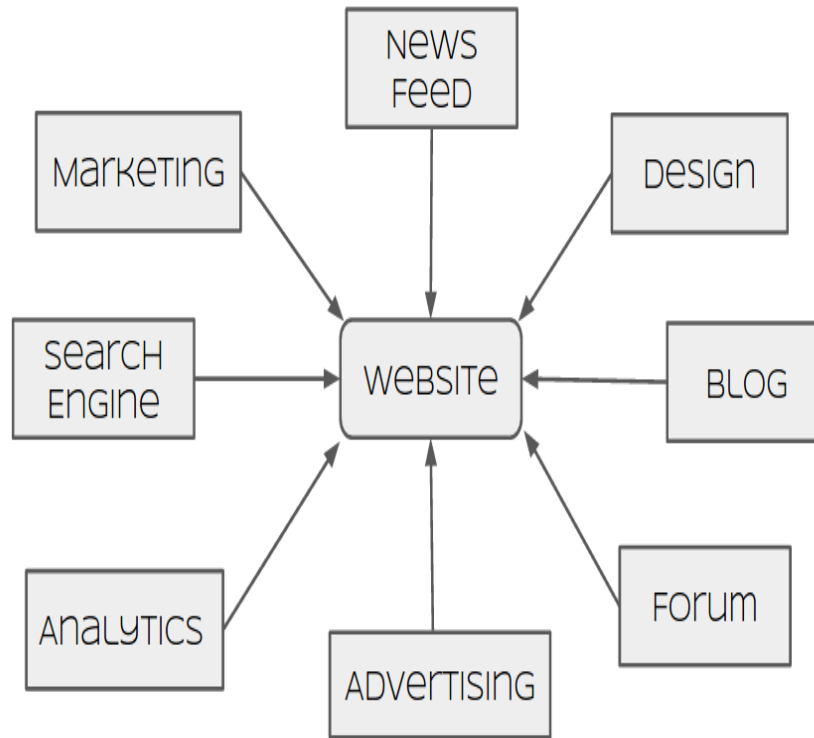 News
Feed
Marketing
Design
Search
Engine
Website
Blog
Analytics
Forum
Advertising